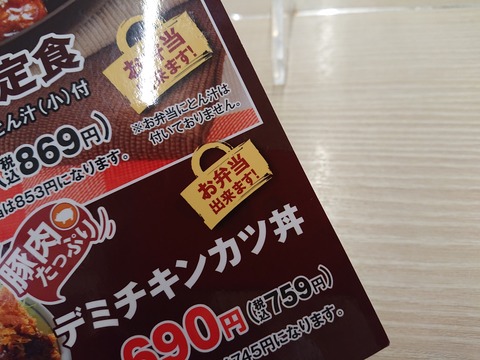 定食
お弁当
出来ます!
とん汁(小)付
※お弁当にとん汁は
付いておりません。
(税込869円)
は853円になります。
お弁当
出来ます!
豚肉
たっぷり
デミチキンカツ丼
690円(税込759円)
745円になります。